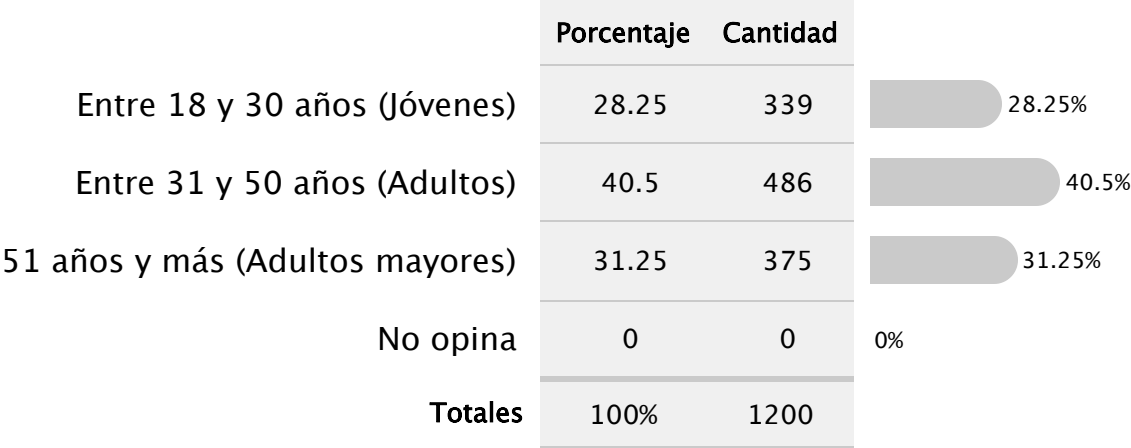 Porcentaje Cantidad
Entre 18 y 30 años (Jóvenes) 28.25 339 28.25%
Entre 31 y 50 años (Adultos) 40.5 486 40.5%
51 años y más (Adultos mayores) 31.25 375 31.25%
No opina 0 0 0%
Totales 100% 1200